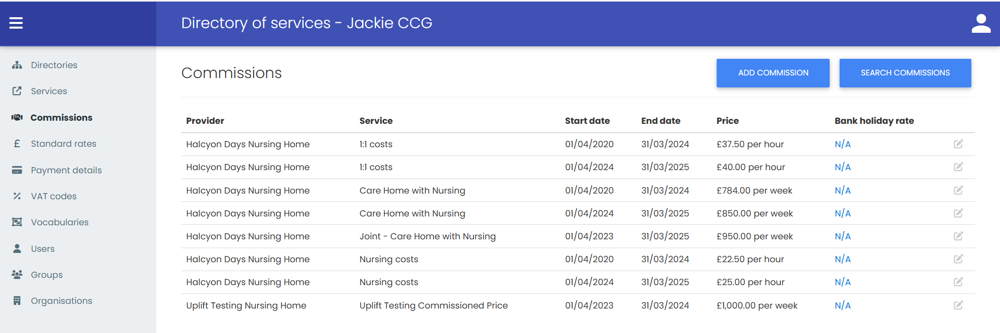 Directory of services - Jackie CCG
Directories
Services
Commissions
Standard rates
Payment details
VAT codes
Vocabularies
Users
Groups
Organisations
Commissions
ADD COMMISSION
SEARCH COMMISSIONS
Provider Service Start date End date Price Bank holiday rate
Halcyon Days Nursing Home 1:1 costs 01/04/2020 31/03/2024 £37.50 per hour N/A
Halcyon Days Nursing Home 1:1 costs 01/04/2024 31/03/2025 £40.00 per hour N/A
Halcyon Days Nursing Home Care Home with Nursing 01/04/2020 31/03/2024 £784.00 per week N/A
Halcyon Days Nursing Home Care Home with Nursing 01/04/2024 31/03/2025 £850.00 per week N/A
Halcyon Days Nursing Home Joint - Care Home with Nursing 01/04/2023 31/03/2025 £950.00 per week N/A
Halcyon Days Nursing Home Nursing costs 01/04/2020 31/03/2024 £22.50 per hour N/A
Halcyon Days Nursing Home Nursing costs 01/04/2024 31/03/2025 £25.00 per hour N/A
Uplift Testing Nursing Home Uplift Testing Commissioned Price 01/04/2023 31/03/2024 £1,000.00 per week N/A